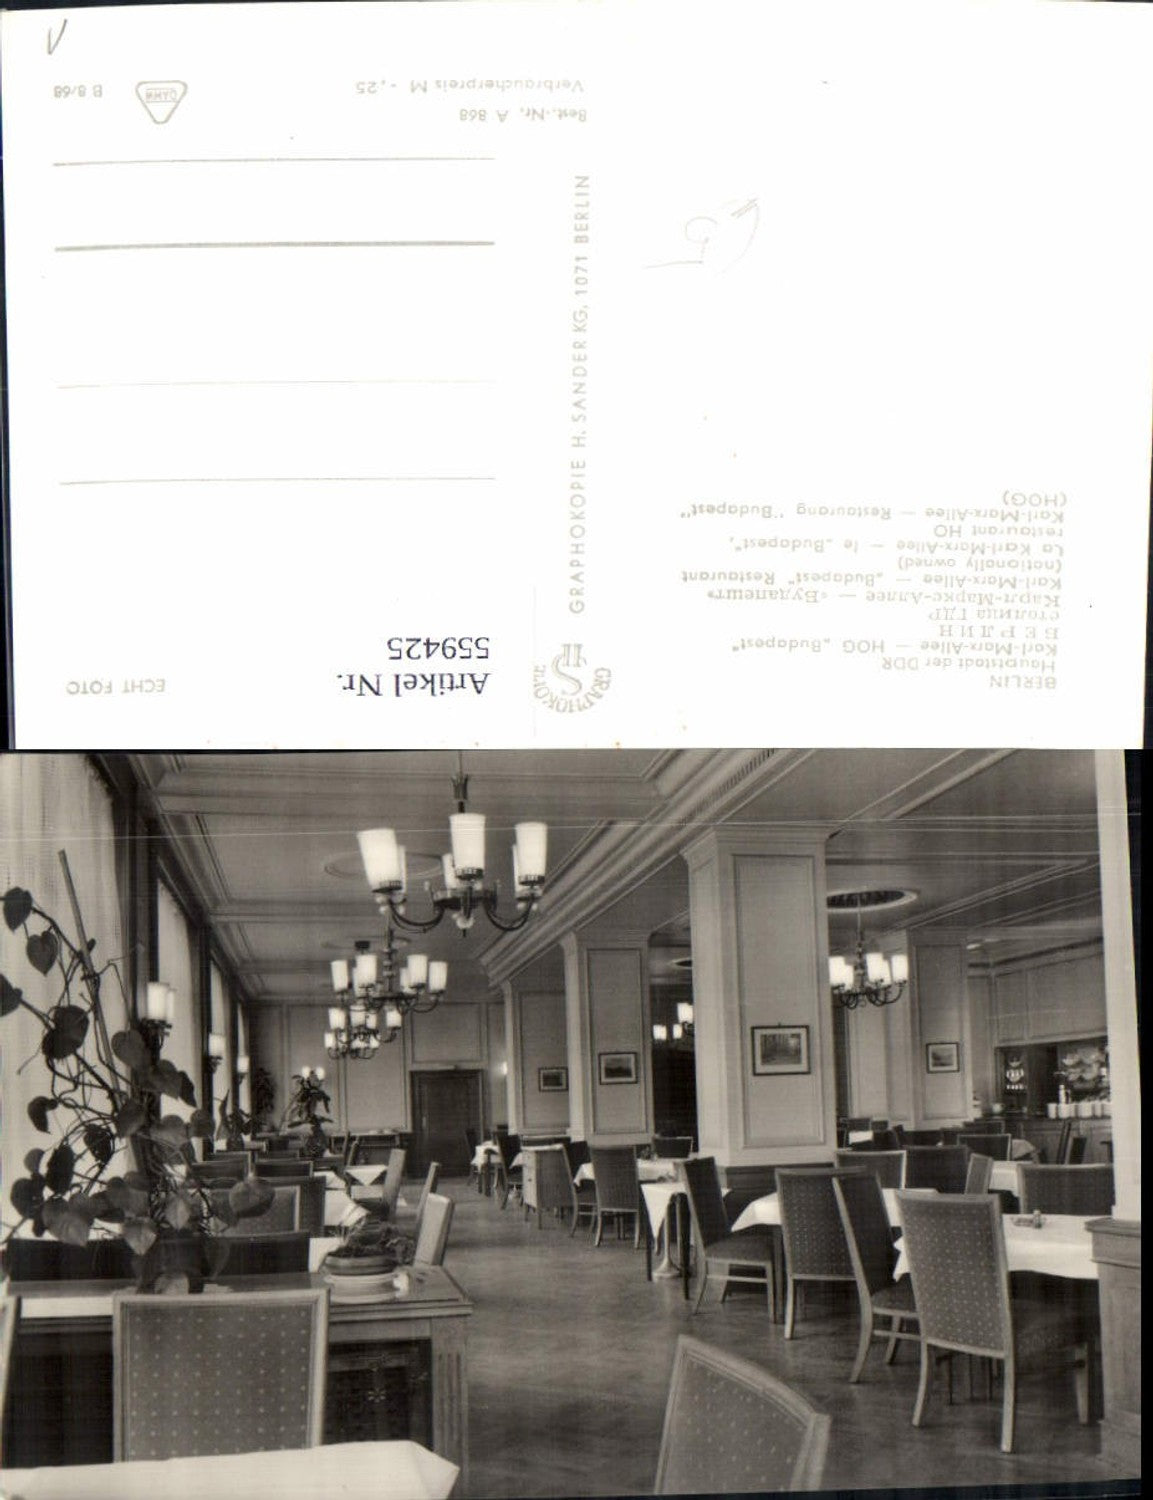 BERLIN
Hauptstadt der DDR
Karl-Marx-Allee — HOG „Budapest"
БЕРЛИН
столица ГДР
Карл-Маркс-Аллее — «Будапешт»
Karl-Marx-Allee — „Budapest" Restaurant
(nationally owned)
La Karl-Marx-Allee — le „Budapest",
restaurant HO
Karl-Marx-Allee — Restaurang "Budapest"
(HOG)
GRAPHOKOPIE
GRAPHOKOPIE H. SANDER KG, 1071 BERLIN
Artikel Nr.
559425
ECHT FOTO
Best.-Nr. A 868
Verbraucherpreis M -,25
DAMW
B 8/68